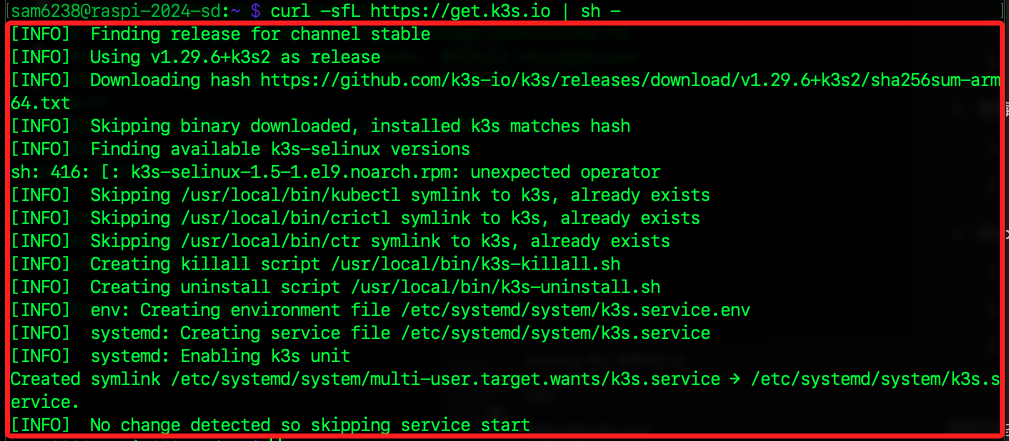 [sam6238@raspi-2024-sd:~ $ curl -sfL https://get.k3s.io | sh -
[INFO]  Finding release for channel stable
[INFO]  Using v1.29.6+k3s2 as release
[INFO]  Downloading hash https://github.com/k3s-io/k3s/releases/download/v1.29.6+k3s2/sha256sum-arm
64.txt
[INFO]  Skipping binary downloaded, installed k3s matches hash
[INFO]  Finding available k3s-selinux versions
sh: 416: [: k3s-selinux-1.5-1.el9.noarch.rpm: unexpected operator
[INFO]  Skipping /usr/local/bin/kubectl symlink to k3s, already exists
[INFO]  Skipping /usr/local/bin/crictl symlink to k3s, already exists
[INFO]  Skipping /usr/local/bin/ctr symlink to k3s, already exists
[INFO]  Creating killall script /usr/local/bin/k3s-killall.sh
[INFO]  Creating uninstall script /usr/local/bin/k3s-uninstall.sh
[INFO]  env: Creating environment file /etc/systemd/system/k3s.service.env
[INFO]  systemd: Creating service file /etc/systemd/system/k3s.service
[INFO]  systemd: Enabling k3s unit
Created symlink /etc/systemd/system/multi-user.target.wants/k3s.service → /etc/systemd/system/k3s.s
ervice.
[INFO]  No change detected so skipping service start